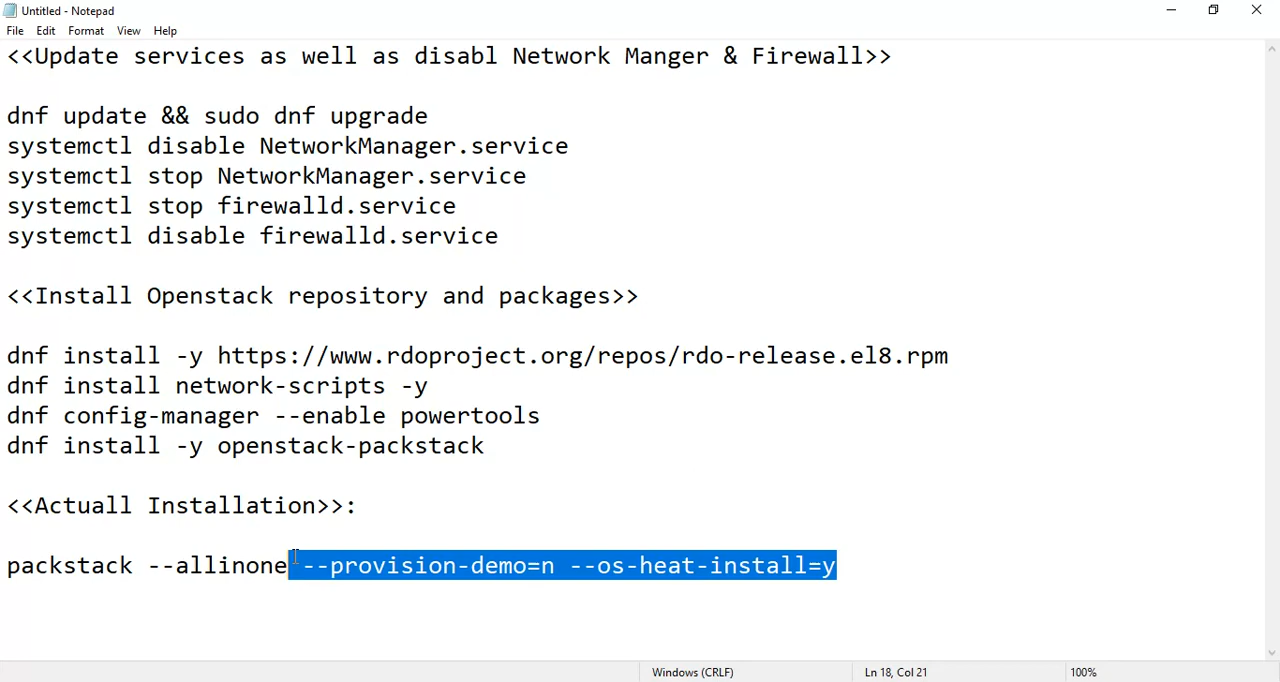 Untitled - Notepad
File Edit Format View Help
<<Update services as well as disabl Network Manger & Firewall>>
dnf update && sudo dnf upgrade
systemctl disable NetworkManager.service
systemctl stop NetworkManager.service
systemctl stop firewalld.service
systemctl disable firewalld.service
<<Install Openstack repository and packages>>
dnf install -y https://www.rdoproject.org/repos/rdo-release.el8.rpm
dnf install network-scripts -y
dnf config-manager --enable powertools
dnf install -y openstack-packstack
<<Actuall Installation>>:
packstack --allinone --provision-demo=n --os-heat-install=y
Windows (CRLF) Ln 18, Col 21 100%